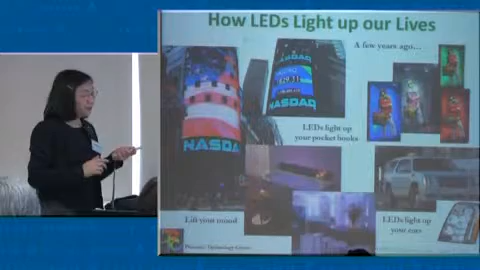 How LEDs Light up our Lives
A few years ago…
NASDAQ
NASDAQ
NASDAQ
LEDs light up
your pocket books
Lift your mood
LEDs light up
your cars